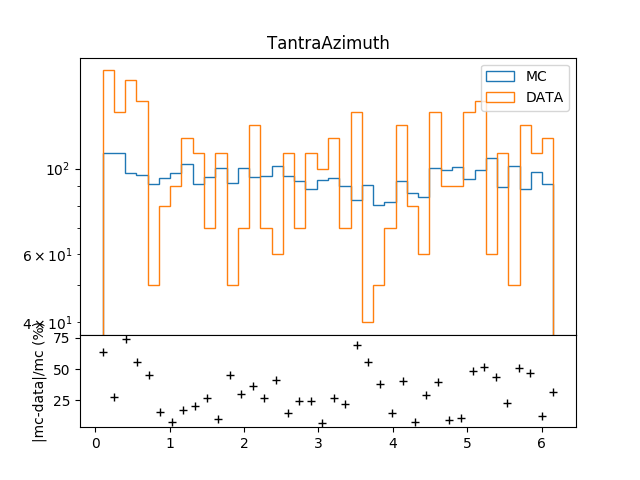 TantraAzimuth
MC
DATA
10²
6 × 10¹
4 × 10¹
75
50
25
|mc-data|/mc (%)
0 1 2 3 4 5 6